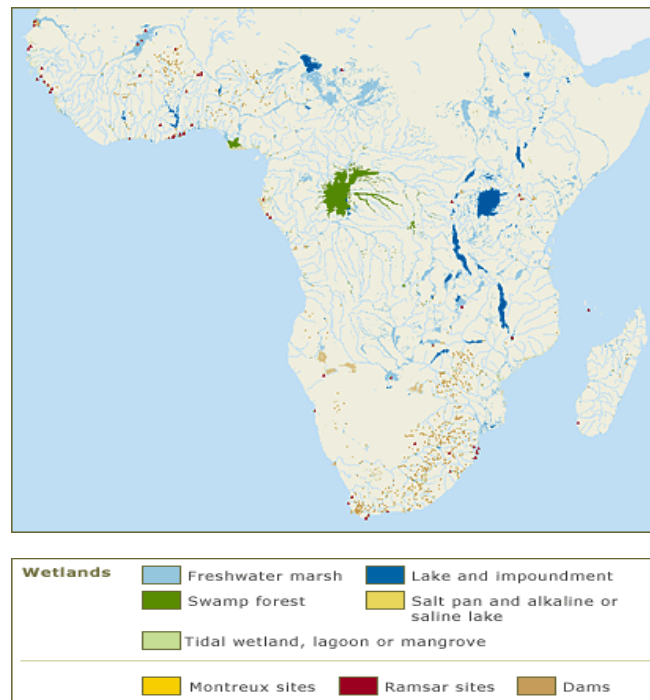 Wetlands
Freshwater marsh
Lake and impoundment
Swamp forest
Salt pan and alkaline or
saline lake
Tidal wetland, lagoon or mangrove
Montreux sites
Ramsar sites
Dams